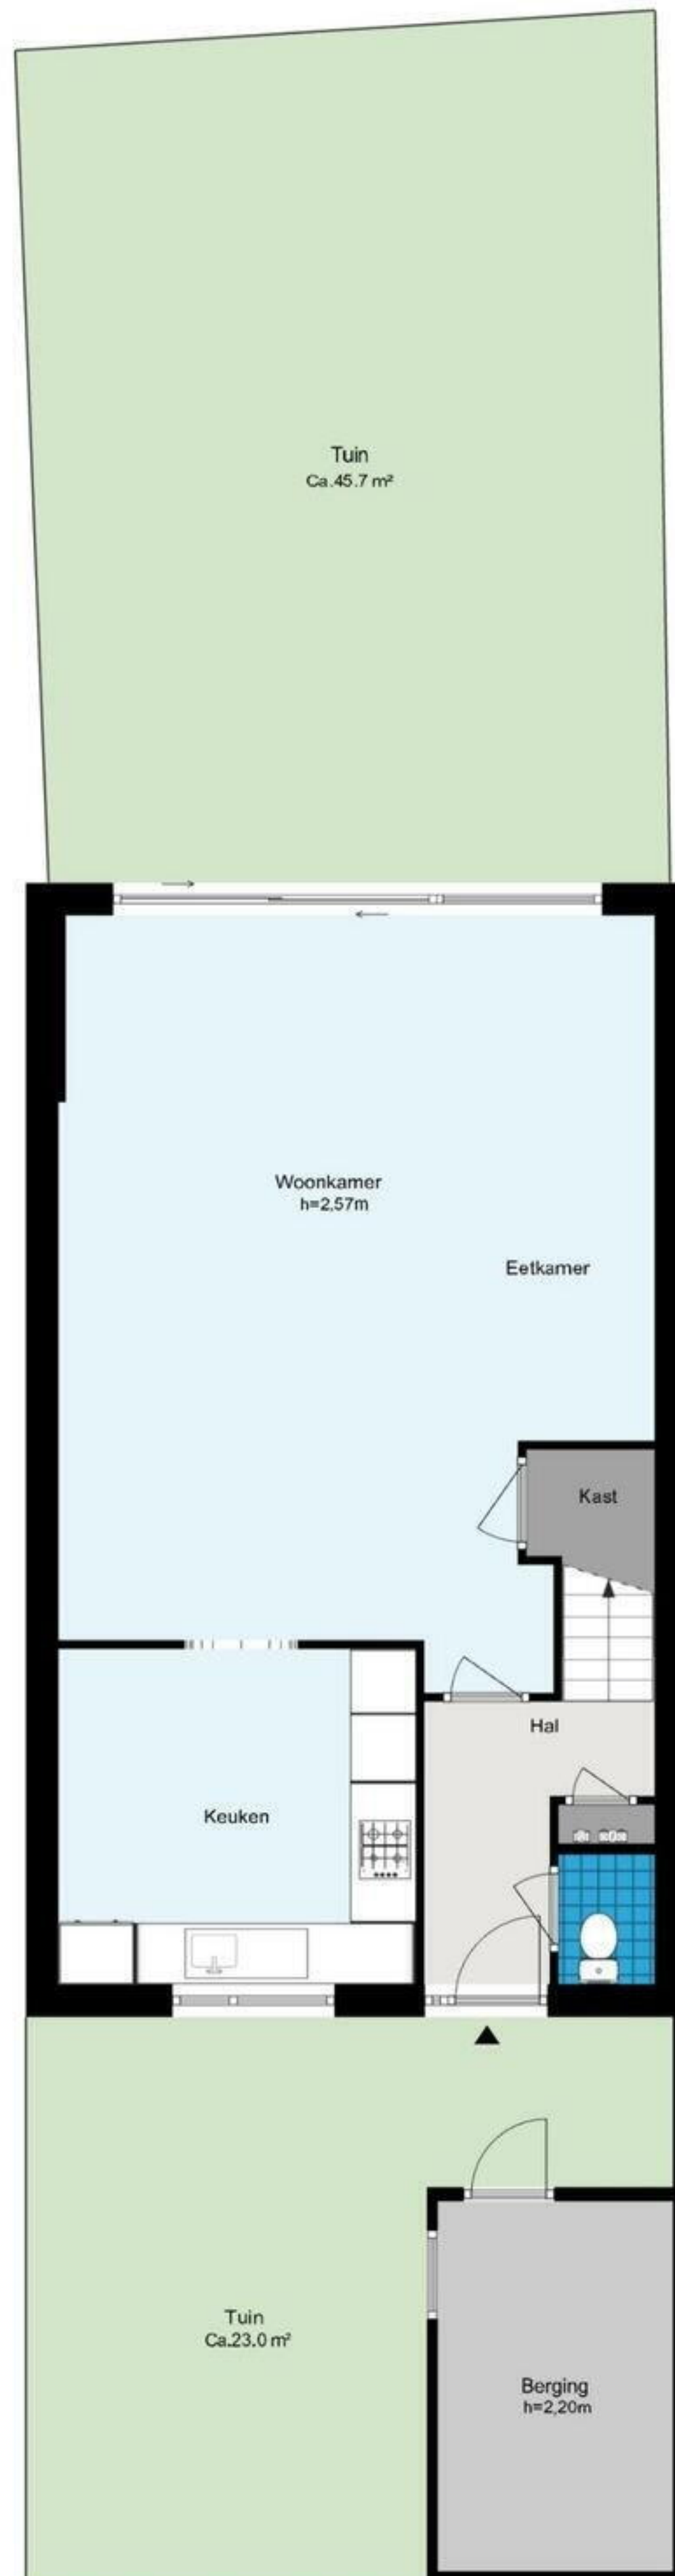 Tuin
Ca.45.7 m²
Woonkamer
h=2,57m
Eetkamer
Kast
Hal
Keuken
Tuin
Ca.23.0 m²
Berging
h=2,20m